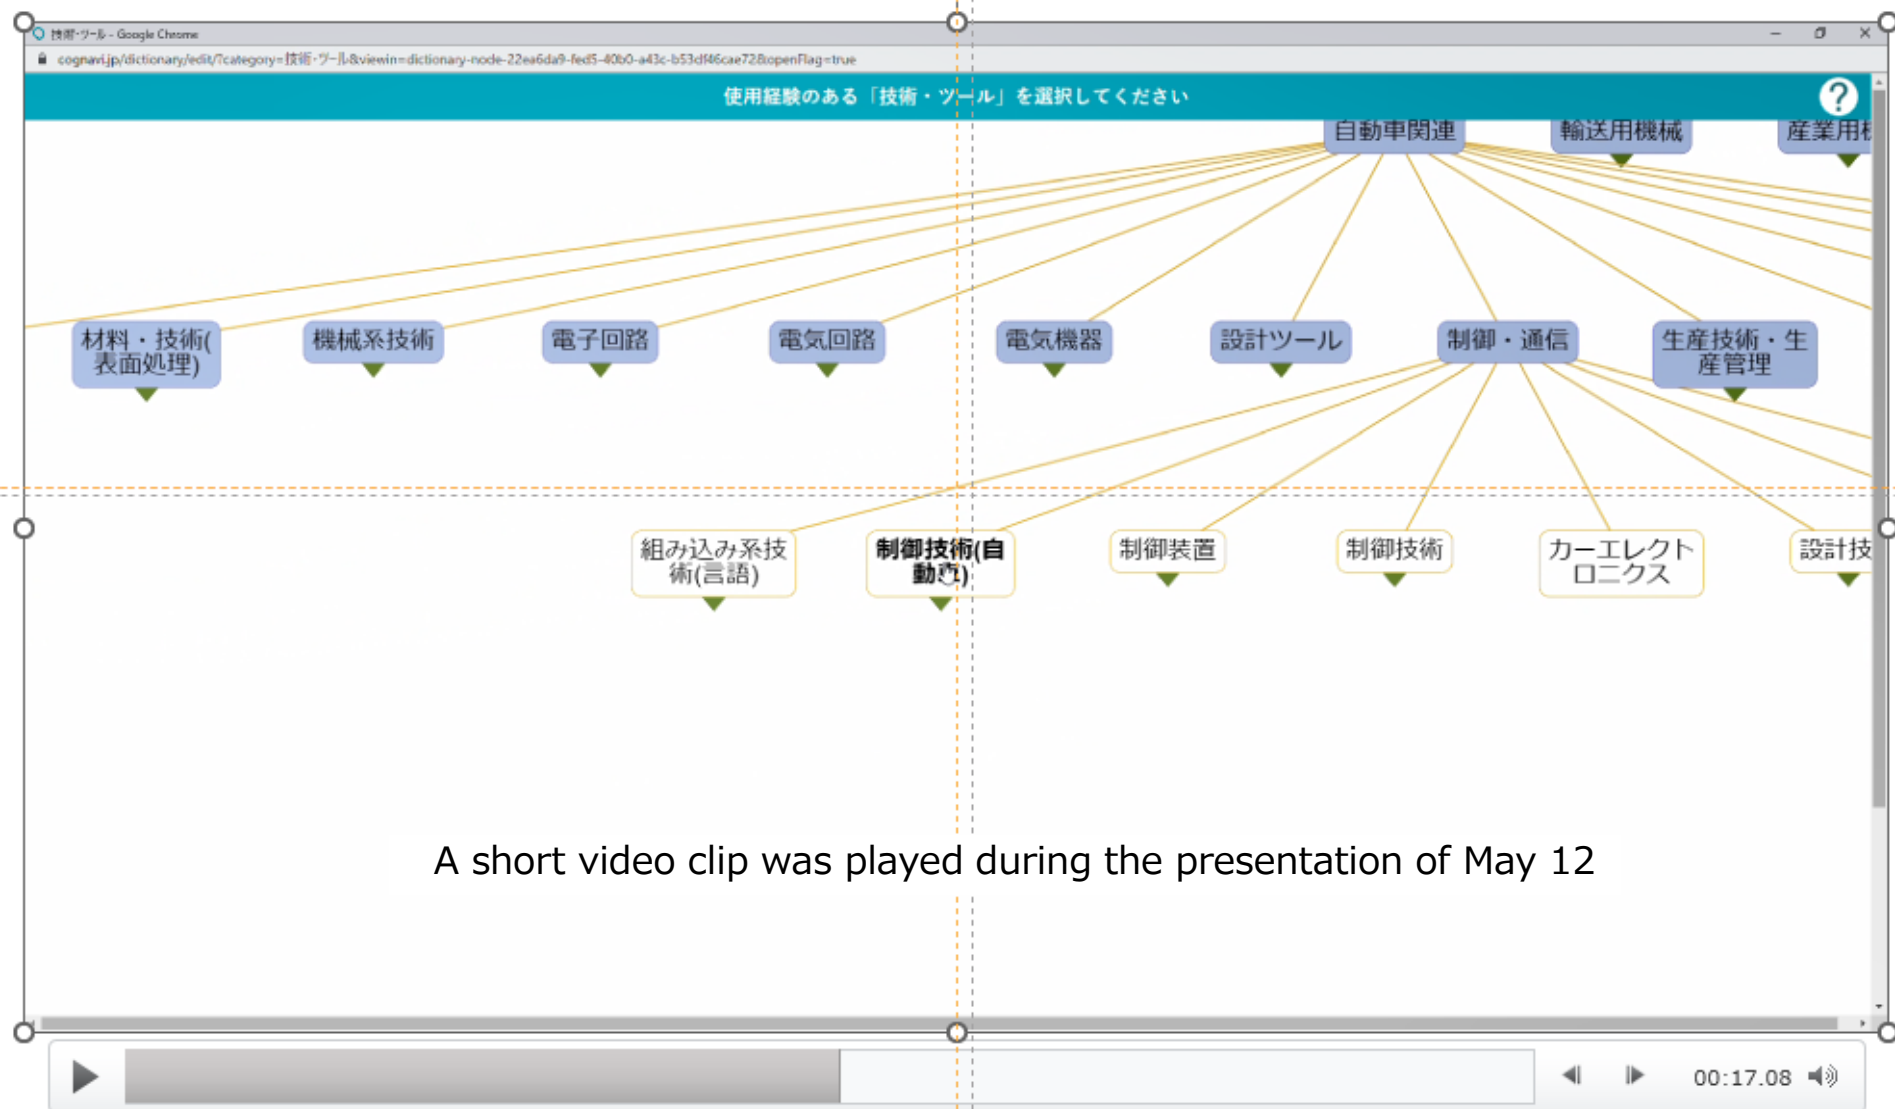 技術・ツール - Google Chrome
cognavi.jp/dictionary/edit/?category=技術・ツール&viewin=dictionary-node-22ea6da9-fed5-40b0-a43c-b53df46cae72&openFlag=true
使用経験のある「技術・ツール」を選択してください
自動車関連
輸送用機械
産業用
材料・技術(
表面処理)
機械系技術
電子回路
電気回路
電気機器
設計ツール
制御・通信
生産技術・生
産管理
組み込み系技
術(言語)
制御技術(自
動車)
制御装置
制御技術
カーエレクト
ロニクス
設計技
A short video clip was played during the presentation of May 12
00:17.08